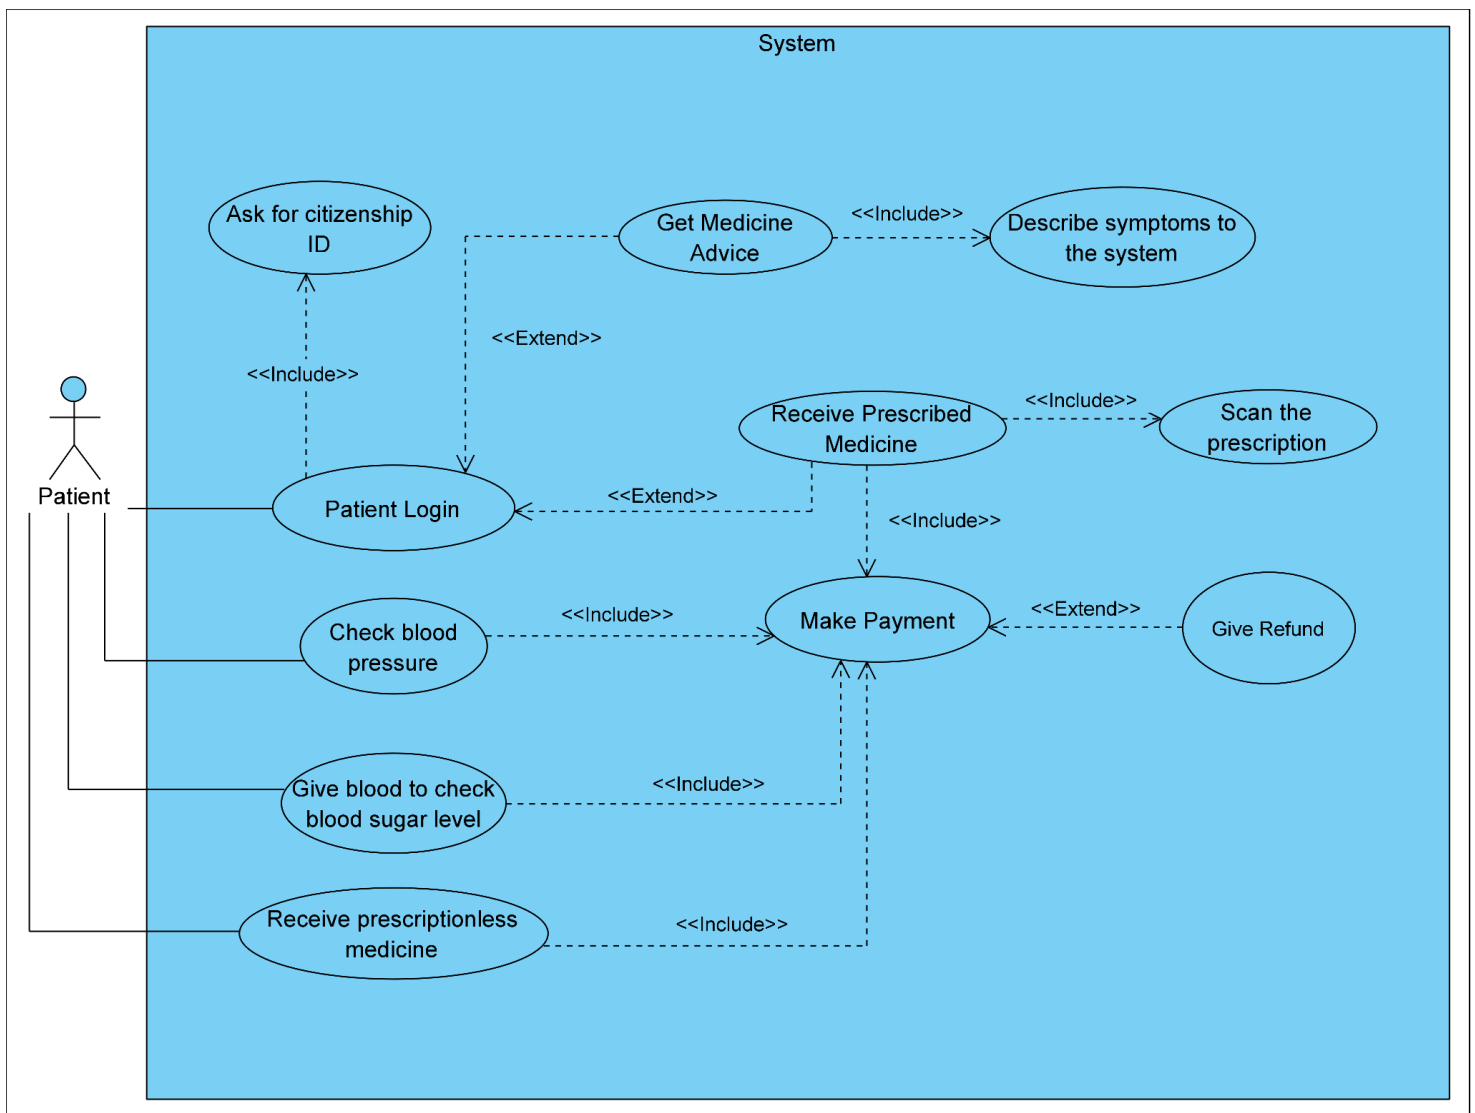 System
Ask for citizenship
ID
Get Medicine
Advice
<<Include>>
Describe symptoms to
the system
<<Extend>>
<<Include>>
Receive Prescribed
Medicine
<<Include>>
Scan the
prescription
Patient
Patient Login
<<Extend>>
<<Include>>
Check blood
pressure
<<Include>>
Make Payment
<<Extend>>
Give Refund
Give blood to check
blood sugar level
<<Include>>
Receive prescriptionless
medicine
<<Include>>